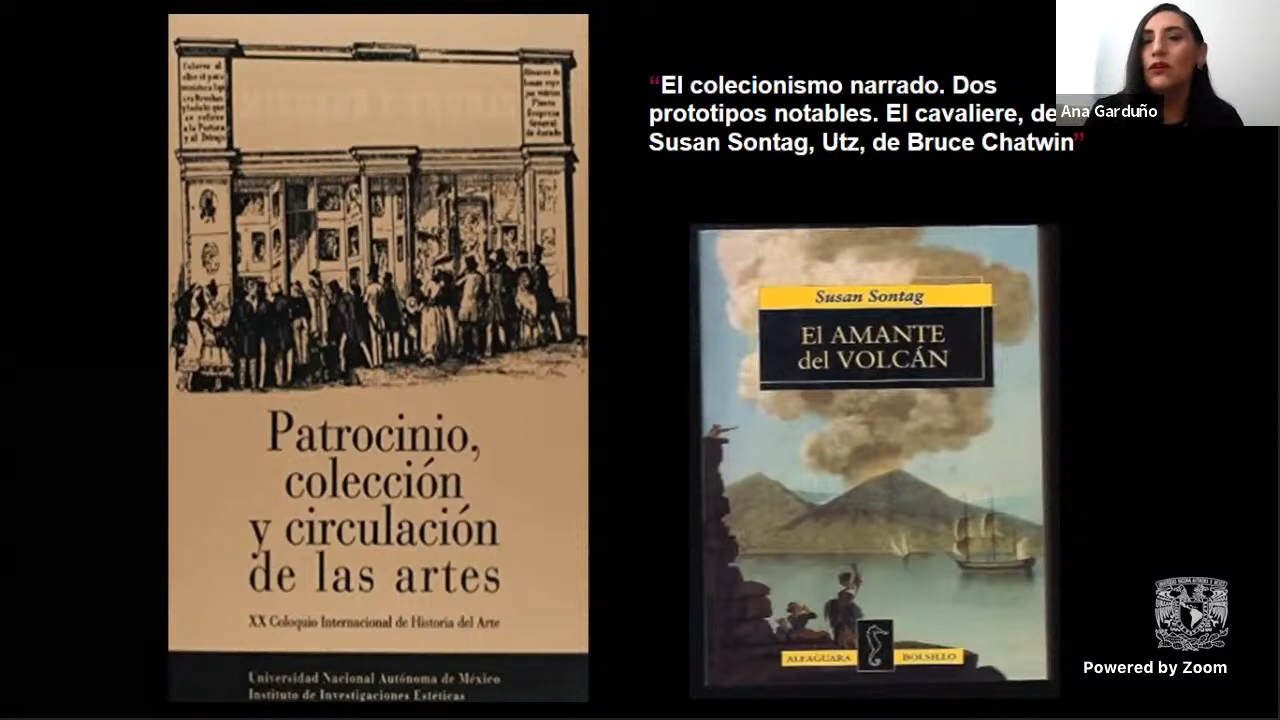 “El colecionismo narrado. Dos
prototipos notables. El cavaliere, de
Susan Sontag, Utz, de Bruce Chatwin”
Ana Garduño
Patrocinio,
colección
y circulación
de las artes
XX Coloquio Internacional de Historia del Arte
Universidad Nacional Autónoma de México
Instituto de Investigaciones Estéticas
Susan Sontag
El AMANTE
del VOLCÁN
ALFAGUARA
BOLSILLO
Powered by Zoom